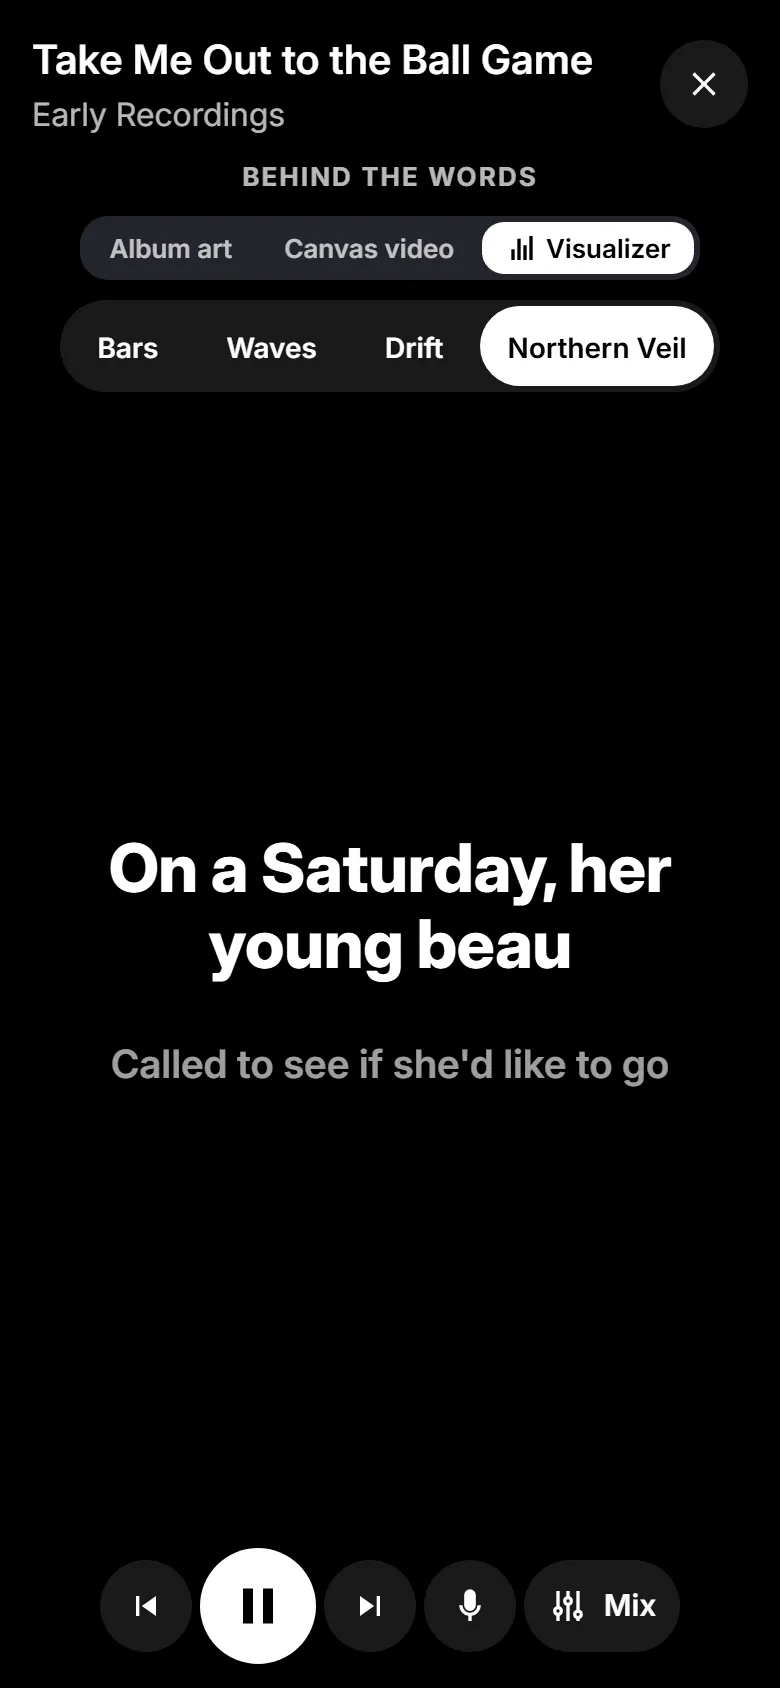 Take Me Out to the Ball Game
Early Recordings
BEHIND THE WORDS
Album art Canvas video Visualizer
Bars Waves Drift Northern Veil
On a Saturday, her
young beau
Called to see if she'd like to go
Mix